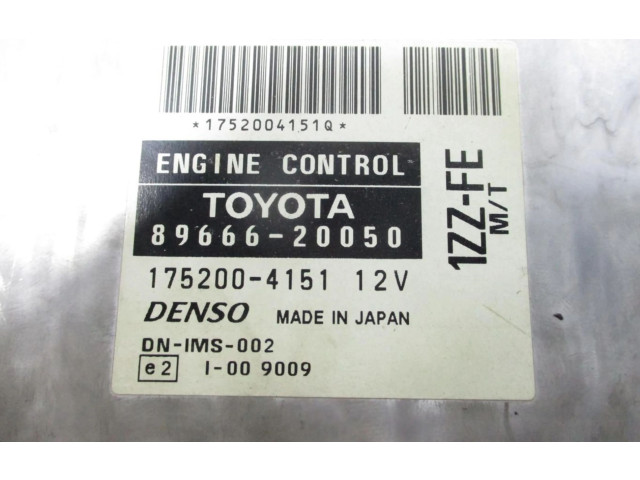 *1752004151Q*
ENGINE CONTROL
TOYOTA
89666-20050
175200-4151 12V
DENSO MADE IN JAPAN
DN-IMS-002
e2 I-00 9009
1ZZ-FE
M/T